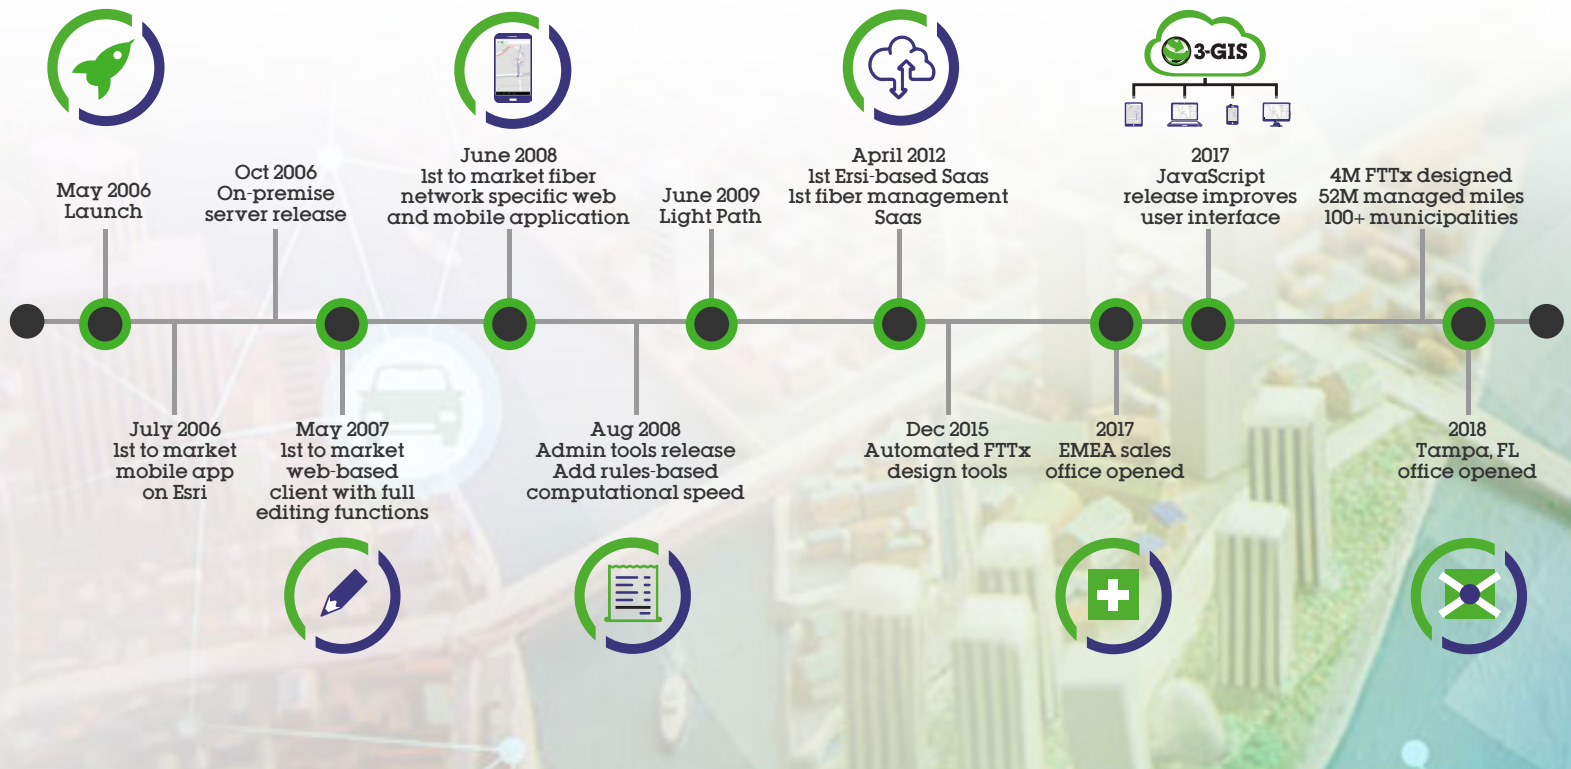 3-GIS
May 2006
Launch
Oct 2006
On-premise
server release
June 2008
1st to market fiber
network specific web
and mobile application
June 2009
Light Path
April 2012
1st Ersi-based Saas
1st fiber management
Saas
2017
JavaScript
release improves
user interface
4M FTTx designed
52M managed miles
100+ municipalities
July 2006
1st to market
mobile app
on Esri
May 2007
1st to market
web-based
client with full
editing functions
Aug 2008
Admin tools release
Add rules-based
computational speed
Dec 2015
Automated FTTx
design tools
2017
EMEA sales
office opened
2018
Tampa, FL
office opened